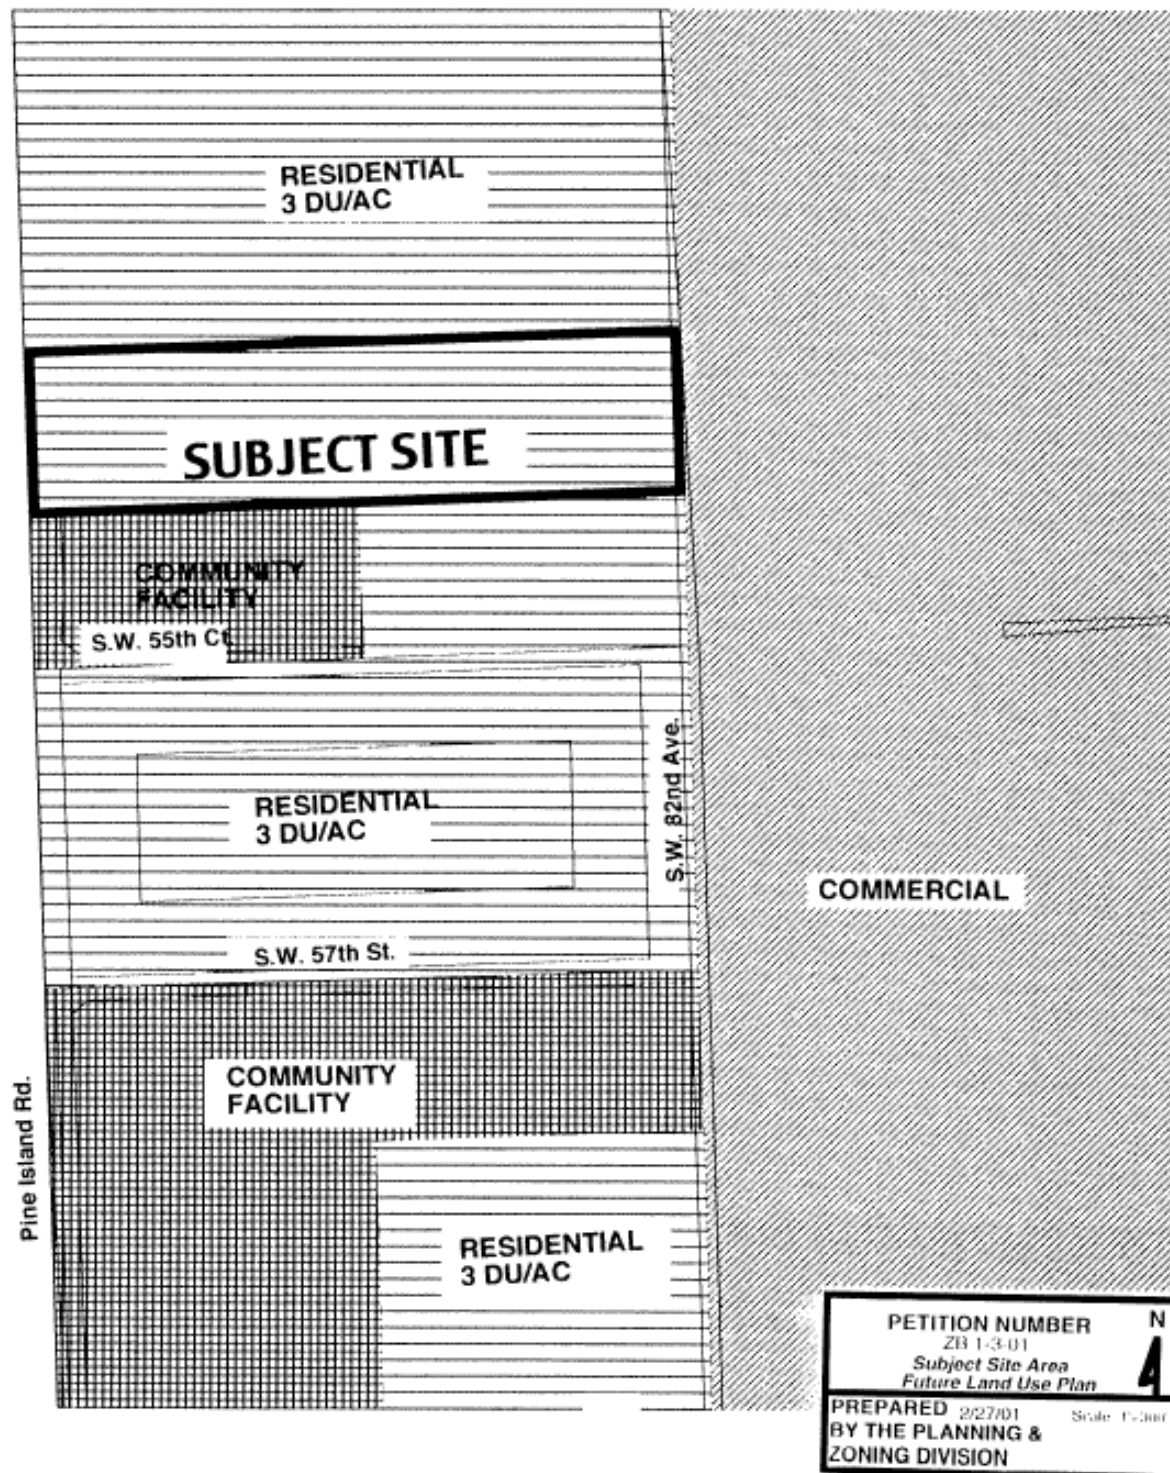 RESIDENTIAL
3 DU/AC
SUBJECT SITE
COMMUNITY
FACILITY
S.W. 55th Ct
RESIDENTIAL
3 DU/AC
S.W. 82nd Ave.
COMMERCIAL
S.W. 57th St.
COMMUNITY
FACILITY
Pine Island Rd.
RESIDENTIAL
3 DU/AC
PETITION NUMBER
N
ZB 1-3-01
Subject Site Area
Future Land Use Plan
PREPARED 2/27/01 Scale
BY THE PLANNING &
ZONING DIVISION